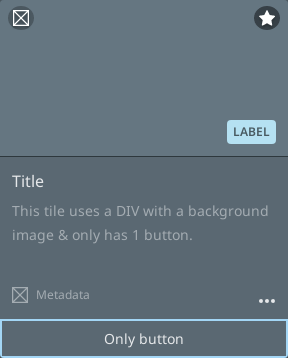 LABEL
Title
This tile uses a DIV with a background
image & only has 1 button.
Metadata
Only button